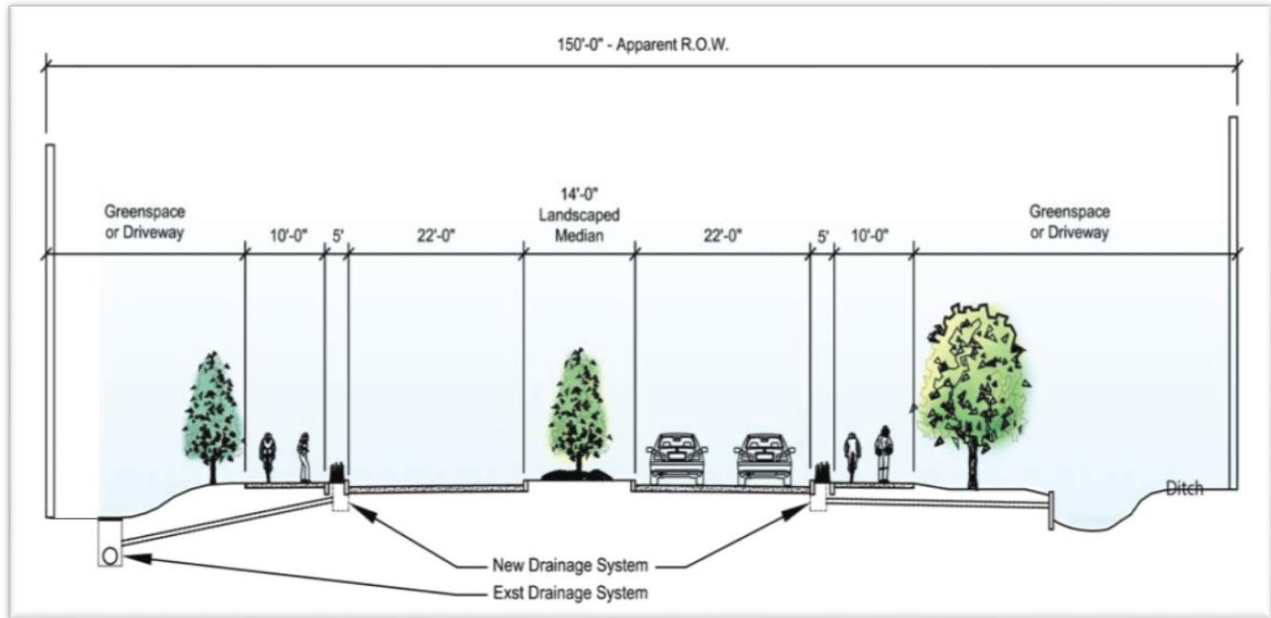 150'-0" - Apparent R.O.W.
Greenspace
or Driveway
10'-0"
5'
22'-0"
14'-0"
Landscaped
Median
22'-0"
5'
10'-0"
Greenspace
or Driveway
Ditch
New Drainage System
Exst Drainage System